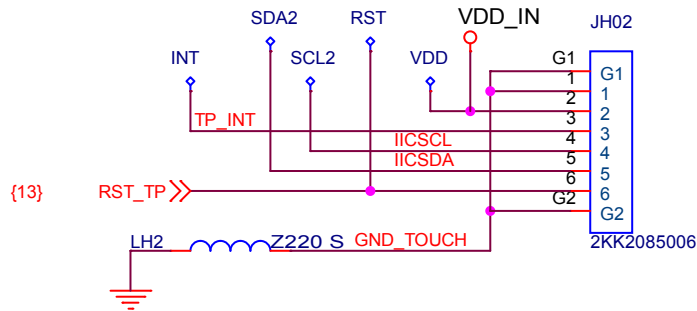 SDA2
RST
VDD_IN
JH02
INT
SCL2
VDD
G1
G1
1
1
2
2
TP_INT
3
3
IICSCL
4
4
IICSDA
5
5
{13}
RST_TP
6
6
G2
G2
LH2
Z220 S
GND_TOUCH
2KK2085006